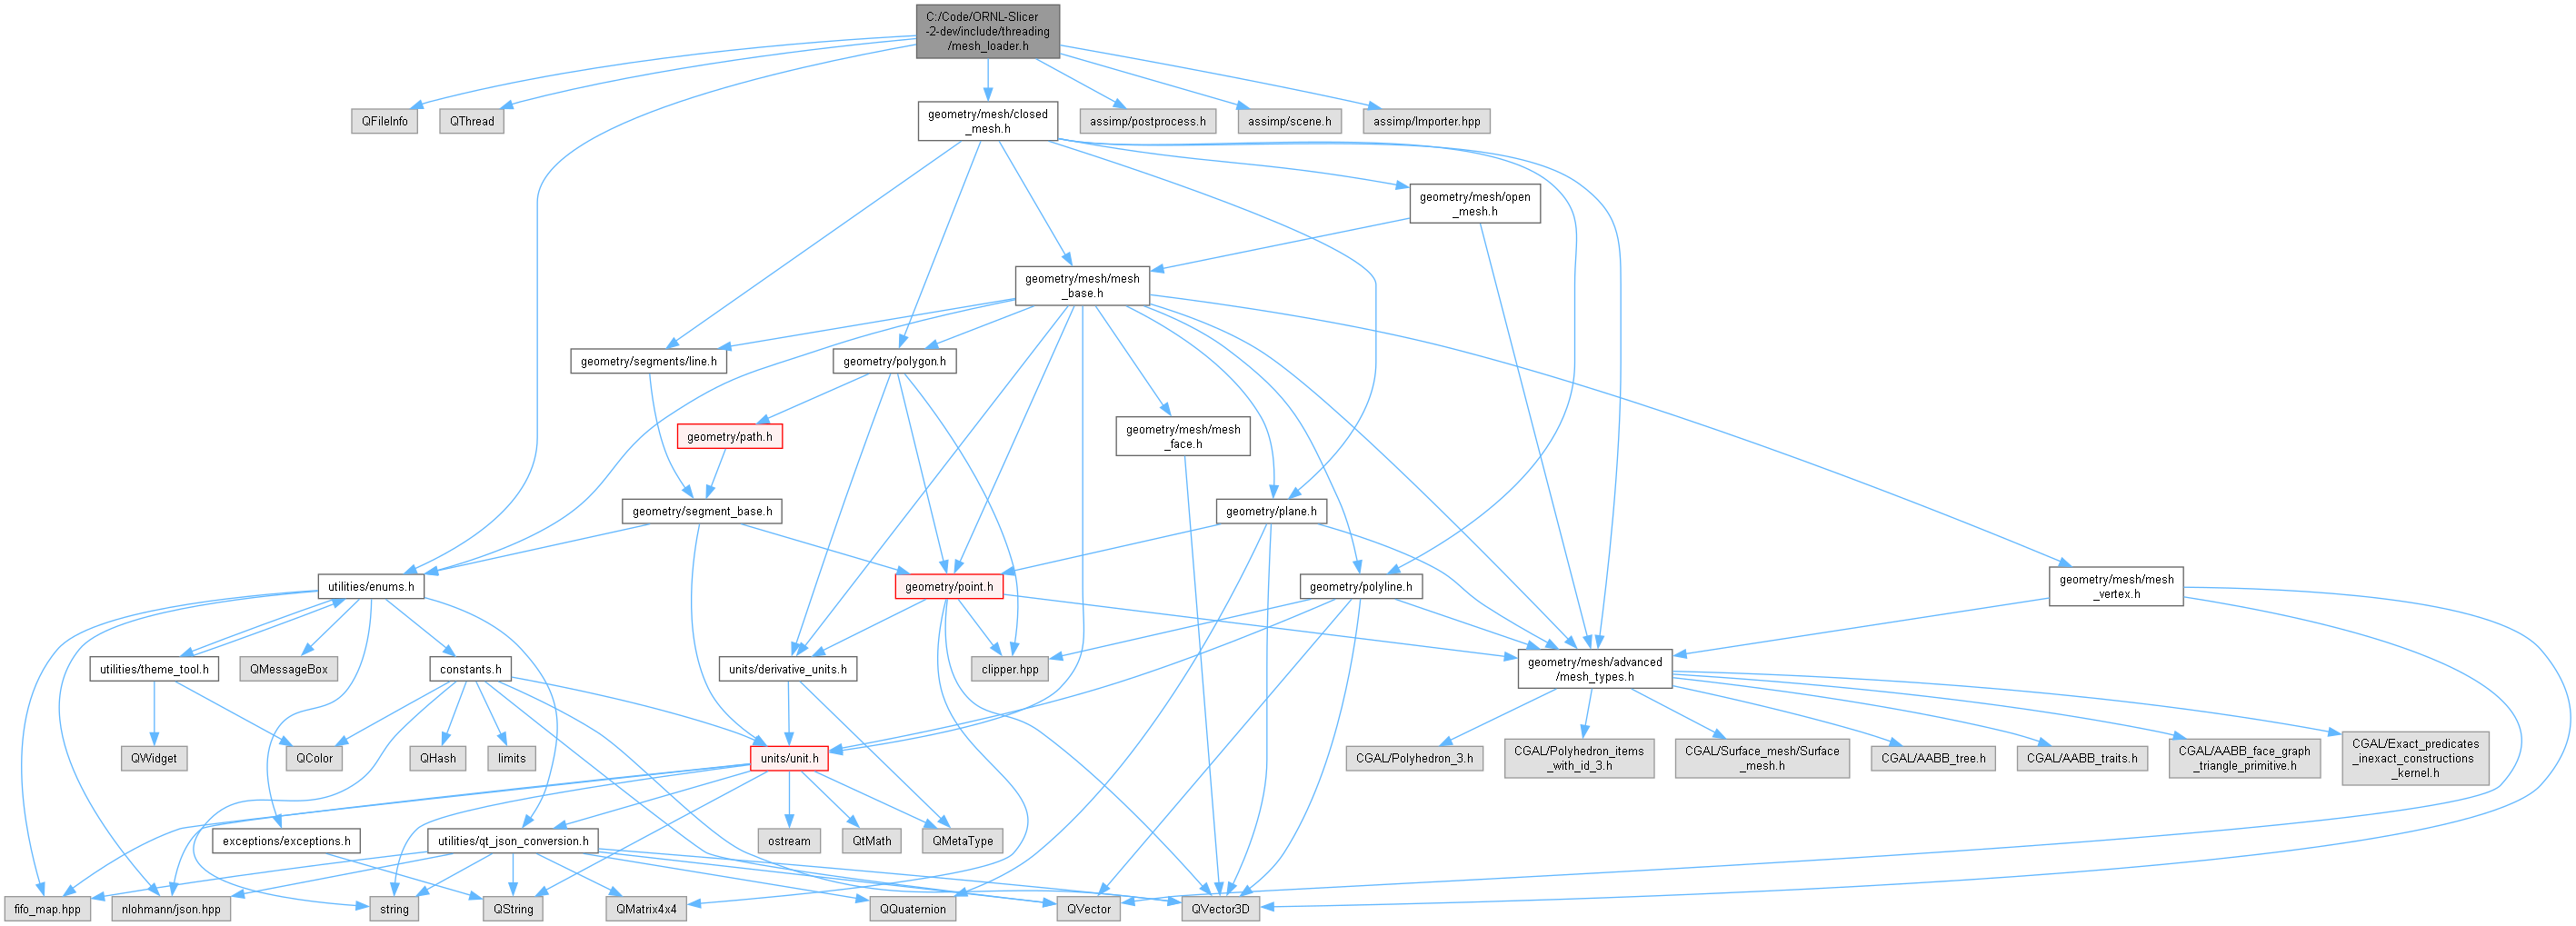 C:/Code/ORNL-Slicer
-2-dev/include/threading
/mesh_loader.h
QFileInfo
QThread
geometry/mesh/closed
_mesh.h
assimp/postprocess.h
assimp/scene.h
assimp/Importer.hpp
geometry/mesh/open
_mesh.h
geometry/mesh/mesh
_base.h
geometry/segments/line.h
geometry/polygon.h
geometry/path.h
geometry/mesh/mesh
_face.h
geometry/segment_base.h
geometry/plane.h
utilities/enums.h
geometry/point.h
geometry/polyline.h
geometry/mesh/mesh
_vertex.h
utilities/theme_tool.h
QMessageBox
constants.h
units/derivative_units.h
clipper.hpp
geometry/mesh/advanced
/mesh_types.h
QWidget
QColor
QHash
limits
units/unit.h
CGAL/Polyhedron_3.h
CGAL/Polyhedron_items
_with_id_3.h
CGAL/Surface_mesh/Surface
_mesh.h
CGAL/AABB_tree.h
CGAL/AABB_traits.h
CGAL/AABB_face_graph
_triangle_primitive.h
CGAL/Exact_predicates
_inexact_constructions
_kernel.h
exceptions/exceptions.h
utilities/qt_json_conversion.h
ostream
QtMath
QMetaType
fifo_map.hpp
nlohmann/json.hpp
string
QString
QMatrix4x4
QQuaternion
QVector
QVector3D